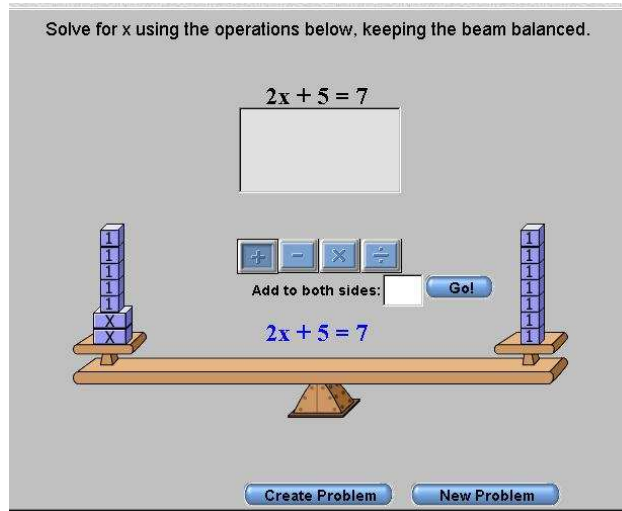 Solve for x using the operations below, keeping the beam balanced.
2x + 5 = 7
+ − × ÷
Add to both sides: Go!
2x + 5 = 7
1
1
1
1
1
X
X
1
1
1
1
1
1
1
Create Problem New Problem